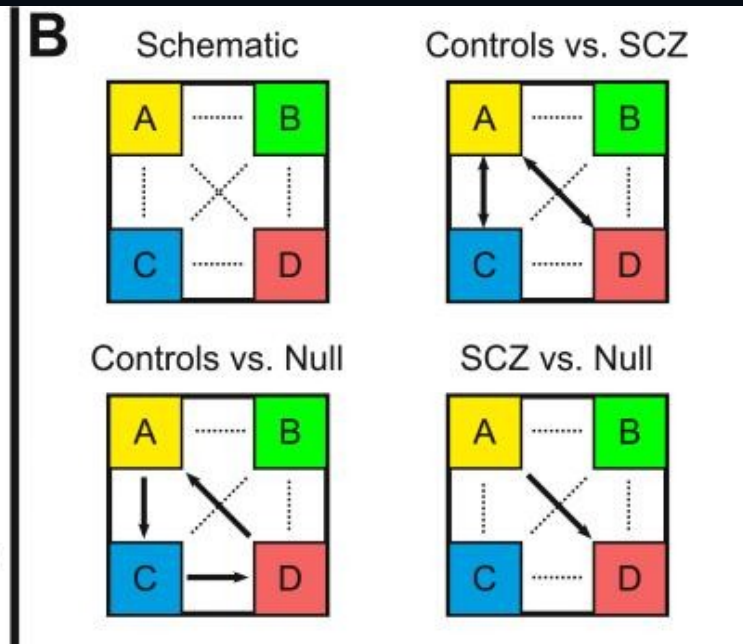 B
Schematic
Controls vs. SCZ
A B
A B
C D
C D
Controls vs. Null
SCZ vs. Null
A B
A B
C D
C D